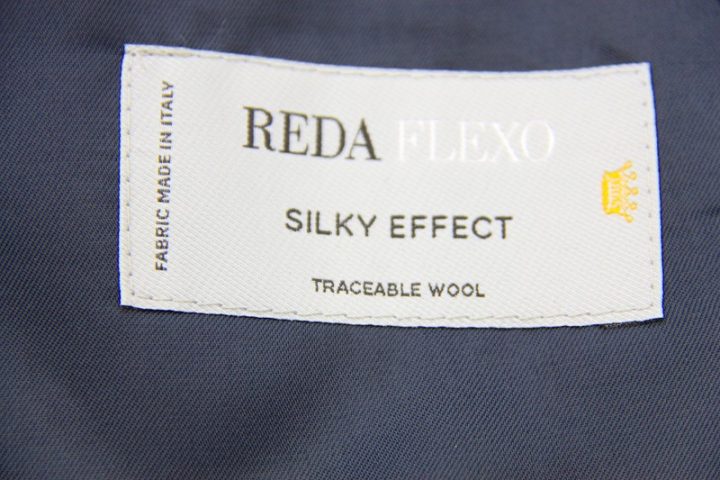 FABRIC MADE IN ITALY
REDA FLEXO
SILKY EFFECT
TRACEABLE WOOL